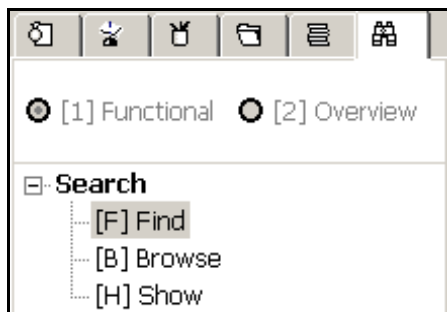 [1] Functional [2] Overview
Search
[F] Find
[B] Browse
[H] Show